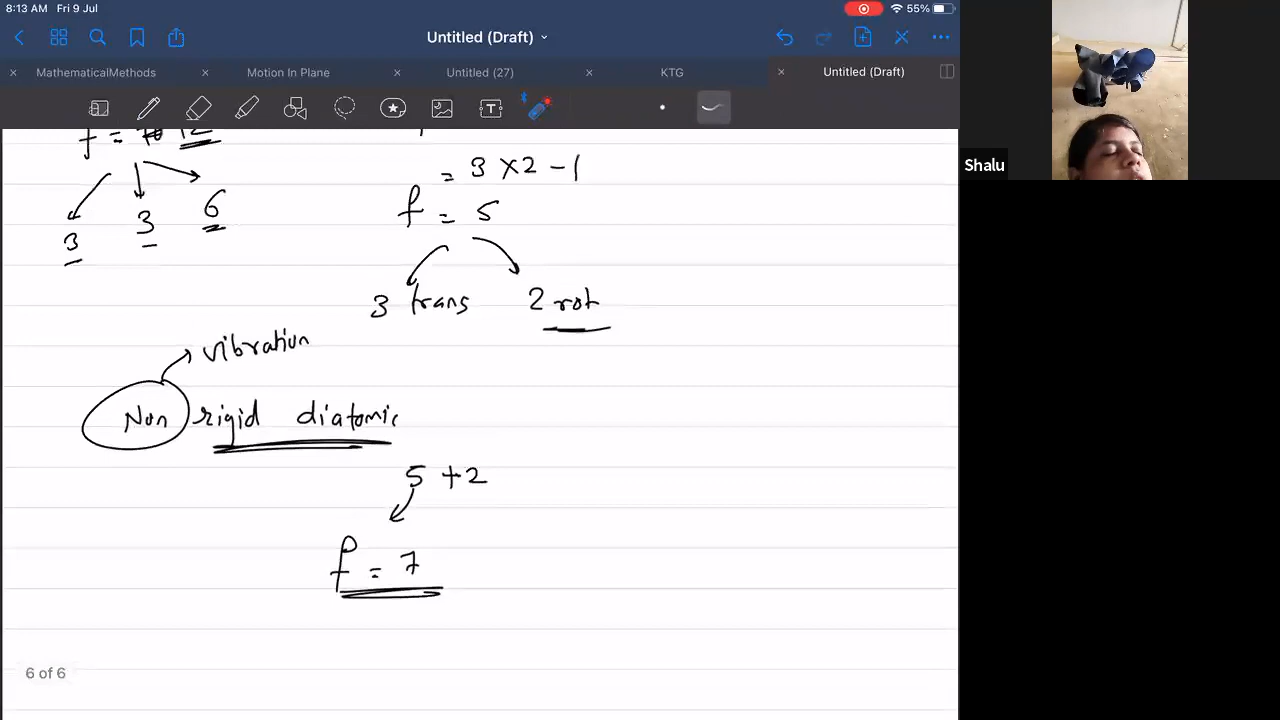 8:13 AM Fri 9 Jul
55%
Untitled (Draft)
MathematicalMethods
Motion In Plane
Untitled (27)
KTG
Untitled (Draft)
T
f = 12
3 3 6
= 3 × 2 - 1
f = 5
3 trans 2 rot
vibration
Non rigid diatomic
5 + 2
f = 7
6 of 6
Shalu